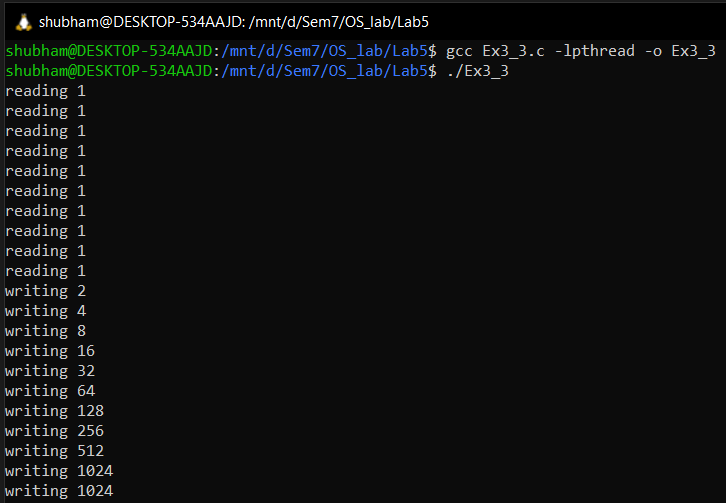 shubham@DESKTOP-534AAJD: /mnt/d/Sem7/OS_lab/Lab5
shubham@DESKTOP-534AAJD:/mnt/d/Sem7/OS_lab/Lab5$ gcc Ex3_3.c -lpthread -o Ex3_3
shubham@DESKTOP-534AAJD:/mnt/d/Sem7/OS_lab/Lab5$ ./Ex3_3
reading 1
reading 1
reading 1
reading 1
reading 1
reading 1
reading 1
reading 1
reading 1
reading 1
writing 2
writing 4
writing 8
writing 16
writing 32
writing 64
writing 128
writing 256
writing 512
writing 1024
writing 1024